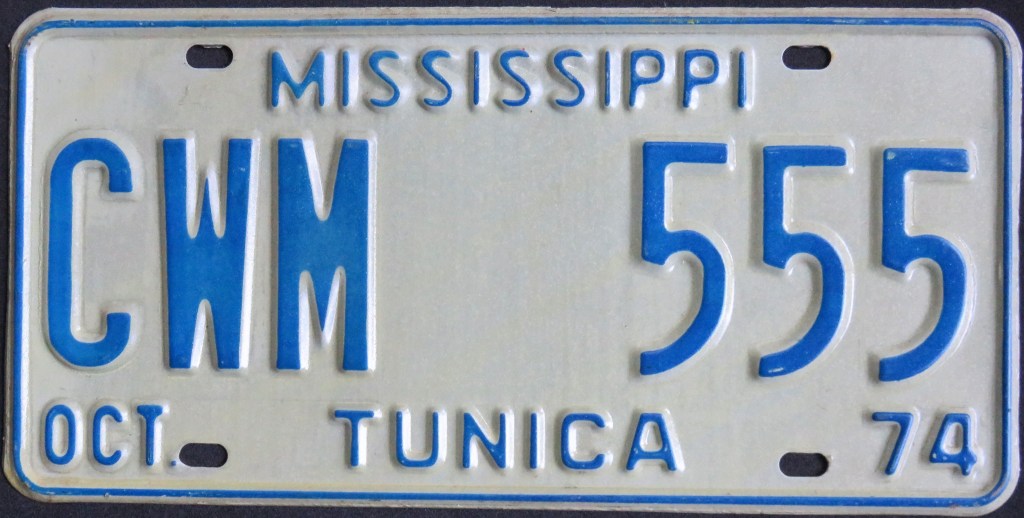 MISSISSIPPI
CWM 555
OCT. TUNICA 74